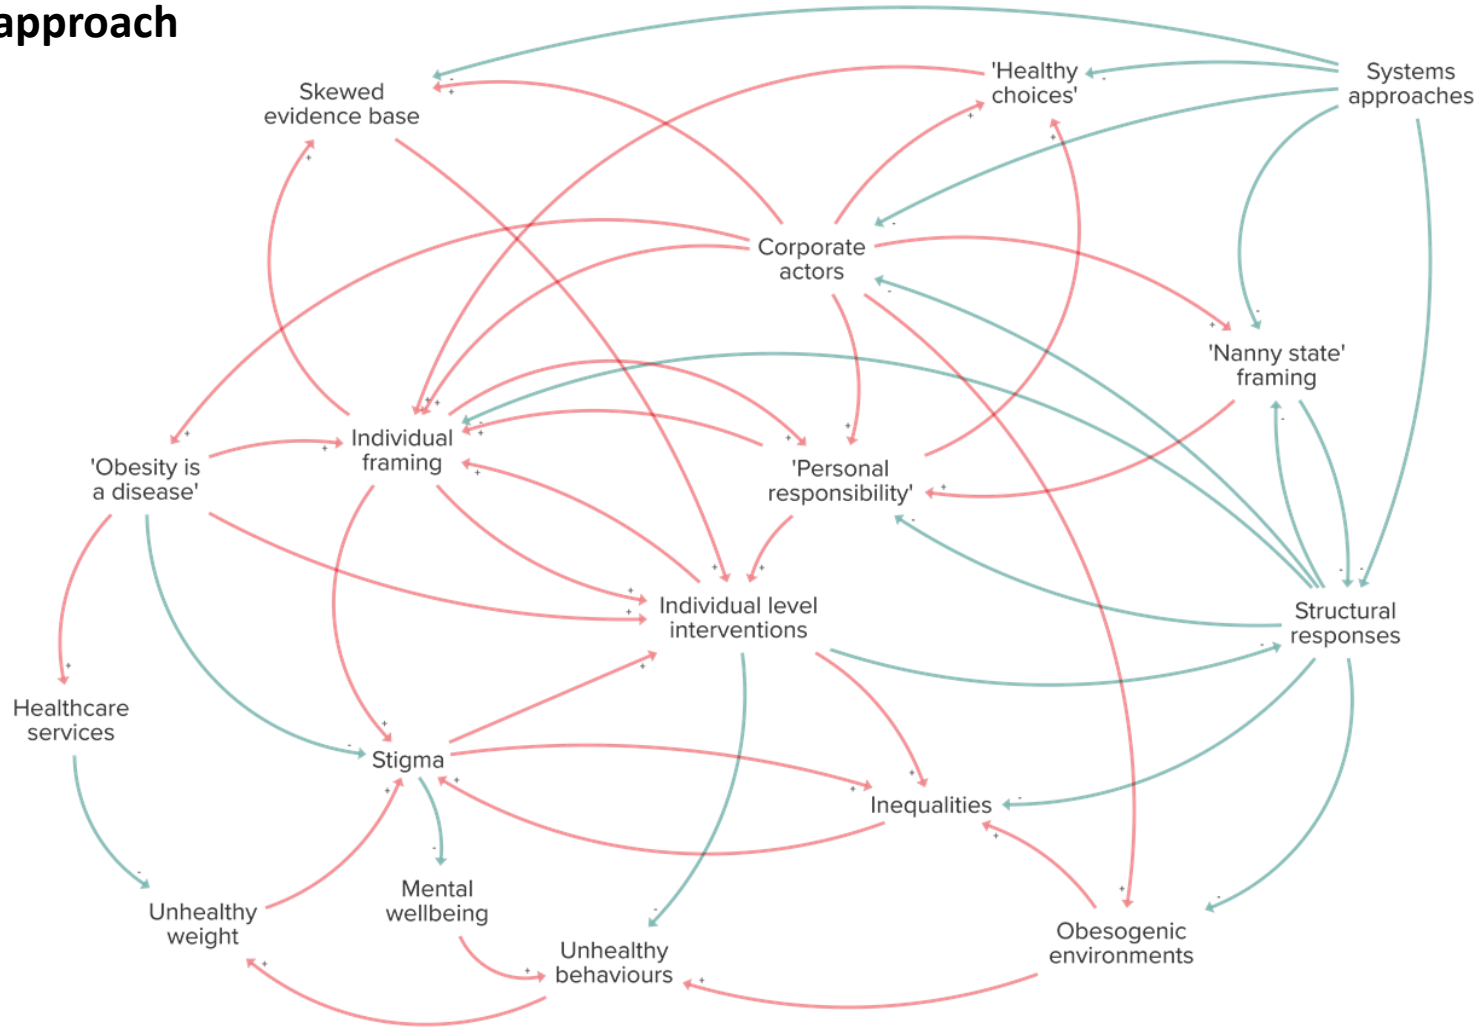 approach
Skewed
evidence base
'Healthy
choices'
Systems
approaches
Corporate
actors
'Nanny state'
framing
Individual
framing
'Obesity is
a disease'
'Personal
responsibility'
Individual level
interventions
Structural
responses
Healthcare
services
Stigma
Inequalities
Mental
wellbeing
Unhealthy
weight
Unhealthy
behaviours
Obesogenic
environments